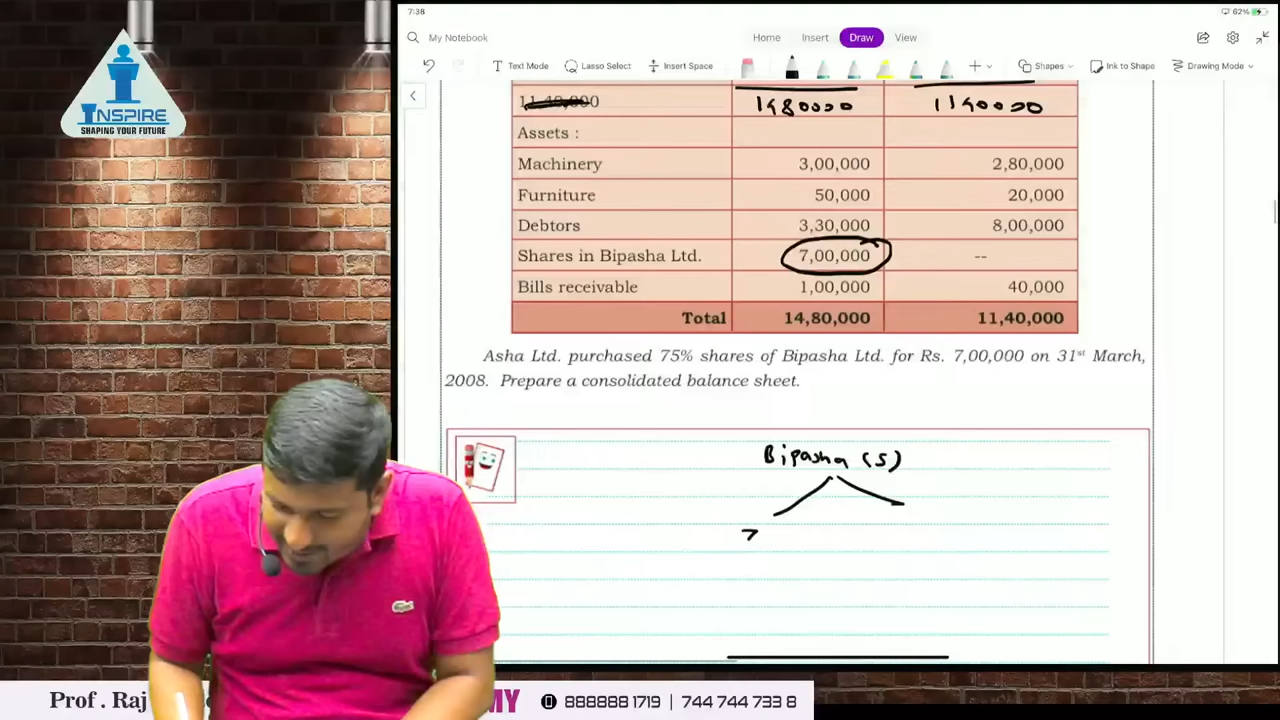 7:38
62%
My Notebook
Home Insert Draw View
Text Mode Lasso Select Insert Space Shapes Ink to Shape Drawing Mode
INSPIRE
SHAPING YOUR FUTURE
1480000 1140000
Assets :
Machinery 3,00,000 2,80,000
Furniture 50,000 20,000
Debtors 3,30,000 8,00,000
Shares in Bipasha Ltd. 7,00,000 --
Bills receivable 1,00,000 40,000
Total 14,80,000 11,40,000
Asha Ltd. purchased 75% shares of Bipasha Ltd. for Rs. 7,00,000 on 31st March,
2008. Prepare a consolidated balance sheet.
Bipasha (S)
7
Prof. Raj MY 888888 1719 | 744 744 733 8